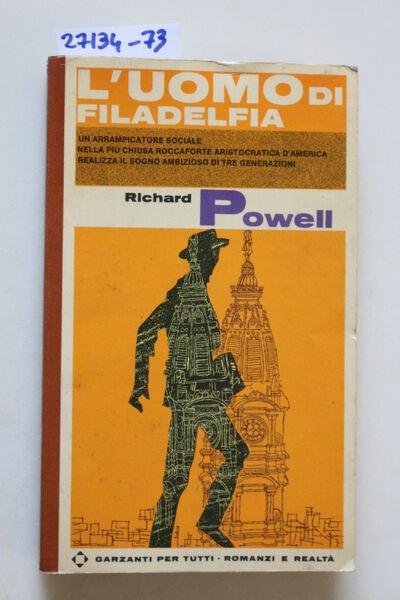 27134-73
L'UOMO DI
FILADELFIA
UN ARRAMPICATORE SOCIALE
NELLA PIÙ CHIUSA ROCCAFORTE ARISTOCRATICA D'AMERICA
REALIZZA IL SOGNO AMBIZIOSO DI TRE GENERAZIONI
Richard Powell
GARZANTI PER TUTTI · ROMANZI E REALTÀ